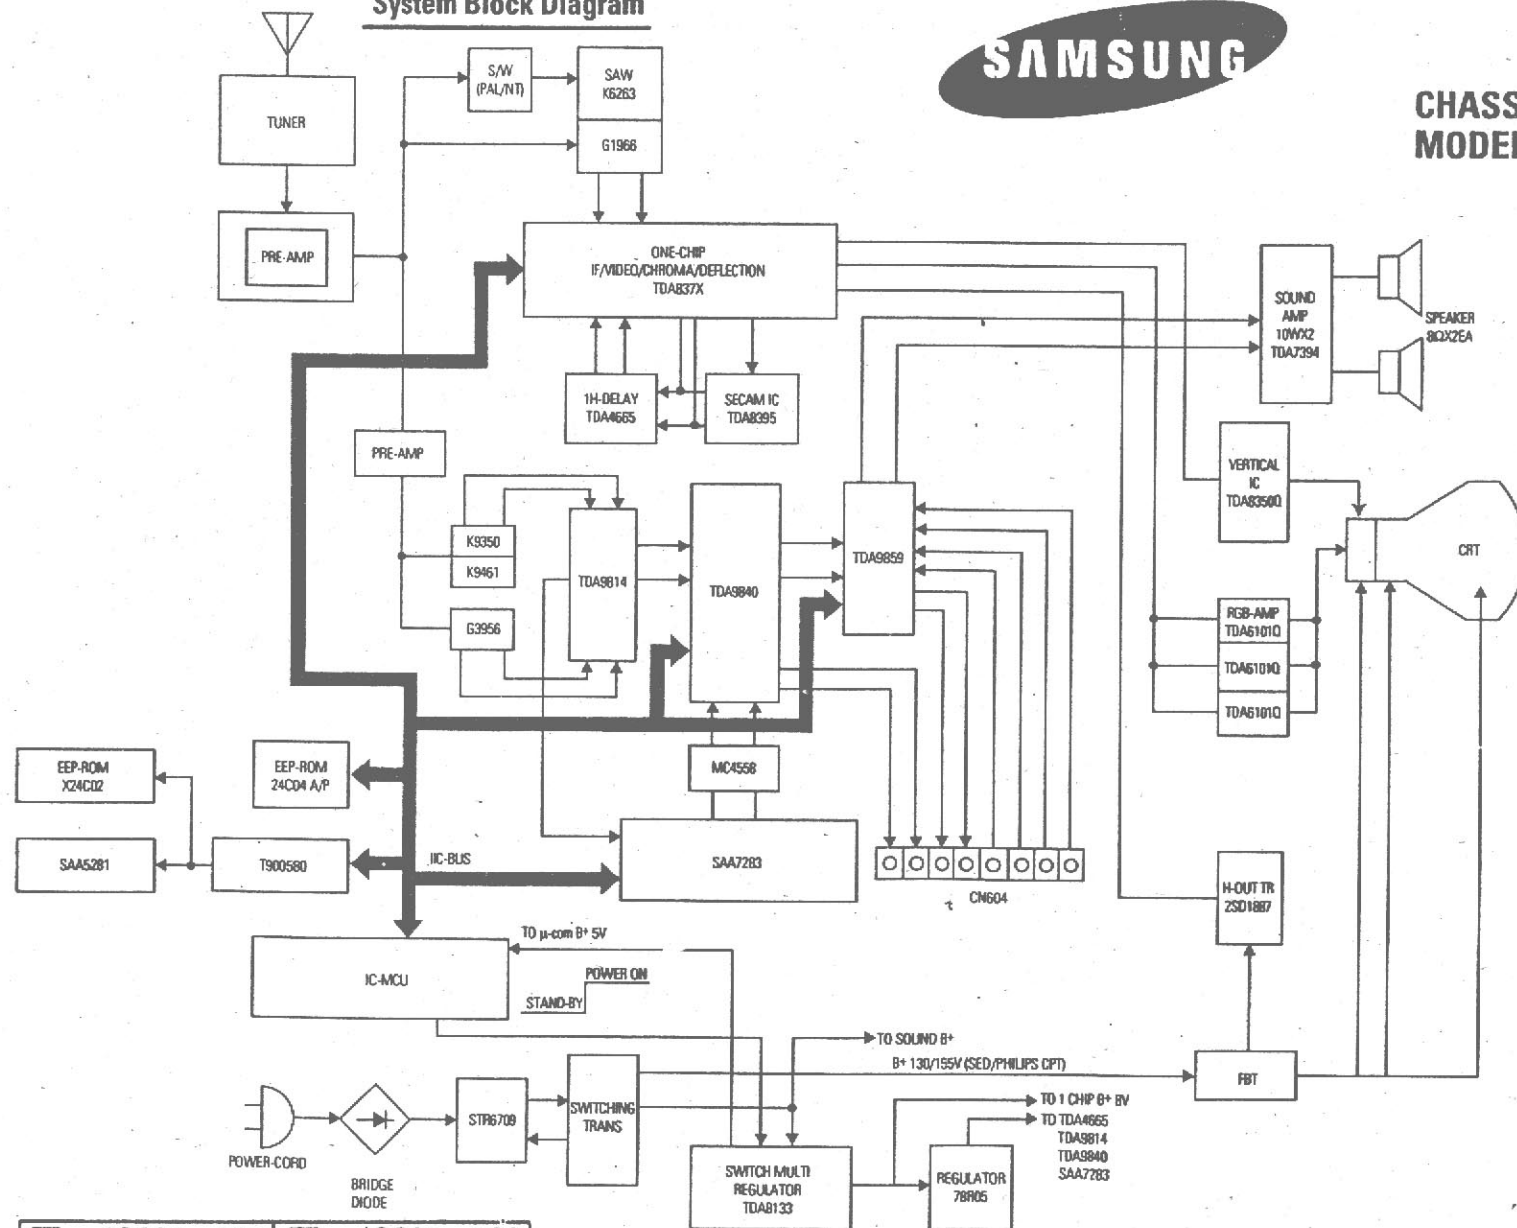 System Block Diagram
SAMSUNG
CHASS
MODEL
TUNER
S/W
(PAL/NT)
SAW
K6263
G1966
PRE-AMP
ONE-CHIP
IF/VIDEO/CHROMA/DEFLECTION
TDA837X
SOUND
AMP
10WX2
TDA7394
SPEAKER
8ΩX2EA
1H-DELAY
TDA4665
SECAM IC
TDA8395
PRE-AMP
VERTICAL
IC
TDA8350Q
K9350
K9461
G3956
TDA9814
TDA9840
TDA9859
CRT
RGB-AMP
TDA6101Q
TDA6101Q
TDA6101Q
EEP-ROM
X24C02
EEP-ROM
24C04 A/P
MC4558
SAA5281
T900580
IIC-BUS
SAA7283
CN604
H-OUT TR
2SD1887
IC-MCU
TO µ-com B+ 5V
POWER ON
STAND-BY
TO SOUND B+
B+ 130/155V (SED/PHILIPS CPT)
FBT
POWER-CORD
BRIDGE
DIODE
STR6709
SWITCHING
TRANS
SWITCH MULTI
REGULATOR
TDA8133
REGULATOR
78R05
TO 1 CHIP B+ 8V
TO TDA4665
TDA9814
TDA9840
SAA7283